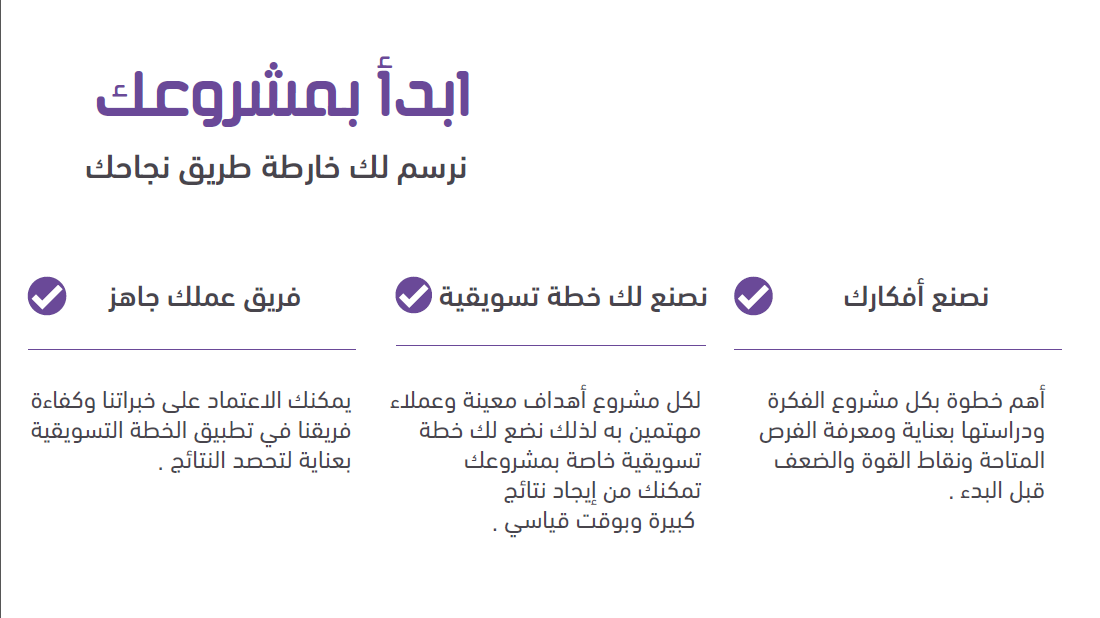 ابدأ بمشروعك
نرسم لك خارطة طريق نجاحك
نصنع أفكارك
أهم خطوة بكل مشروع الفكرة
ودراستها بعناية ومعرفة الفرص
المتاحة ونقاط القوة والضعف
قبل البدء .
نصنع لك خطة تسويقية
لكل مشروع أهداف معينة وعملاء
مهتمين به لذلك نضع لك خطة
تسويقية خاصة بمشروعك
تمكنك من إيجاد نتائج
كبيرة وبوقت قياسي .
فريق عملك جاهز
يمكنك الاعتماد على خبراتنا وكفاءة
فريقنا في تطبيق الخطة التسويقية
بعناية لتحصد النتائج .